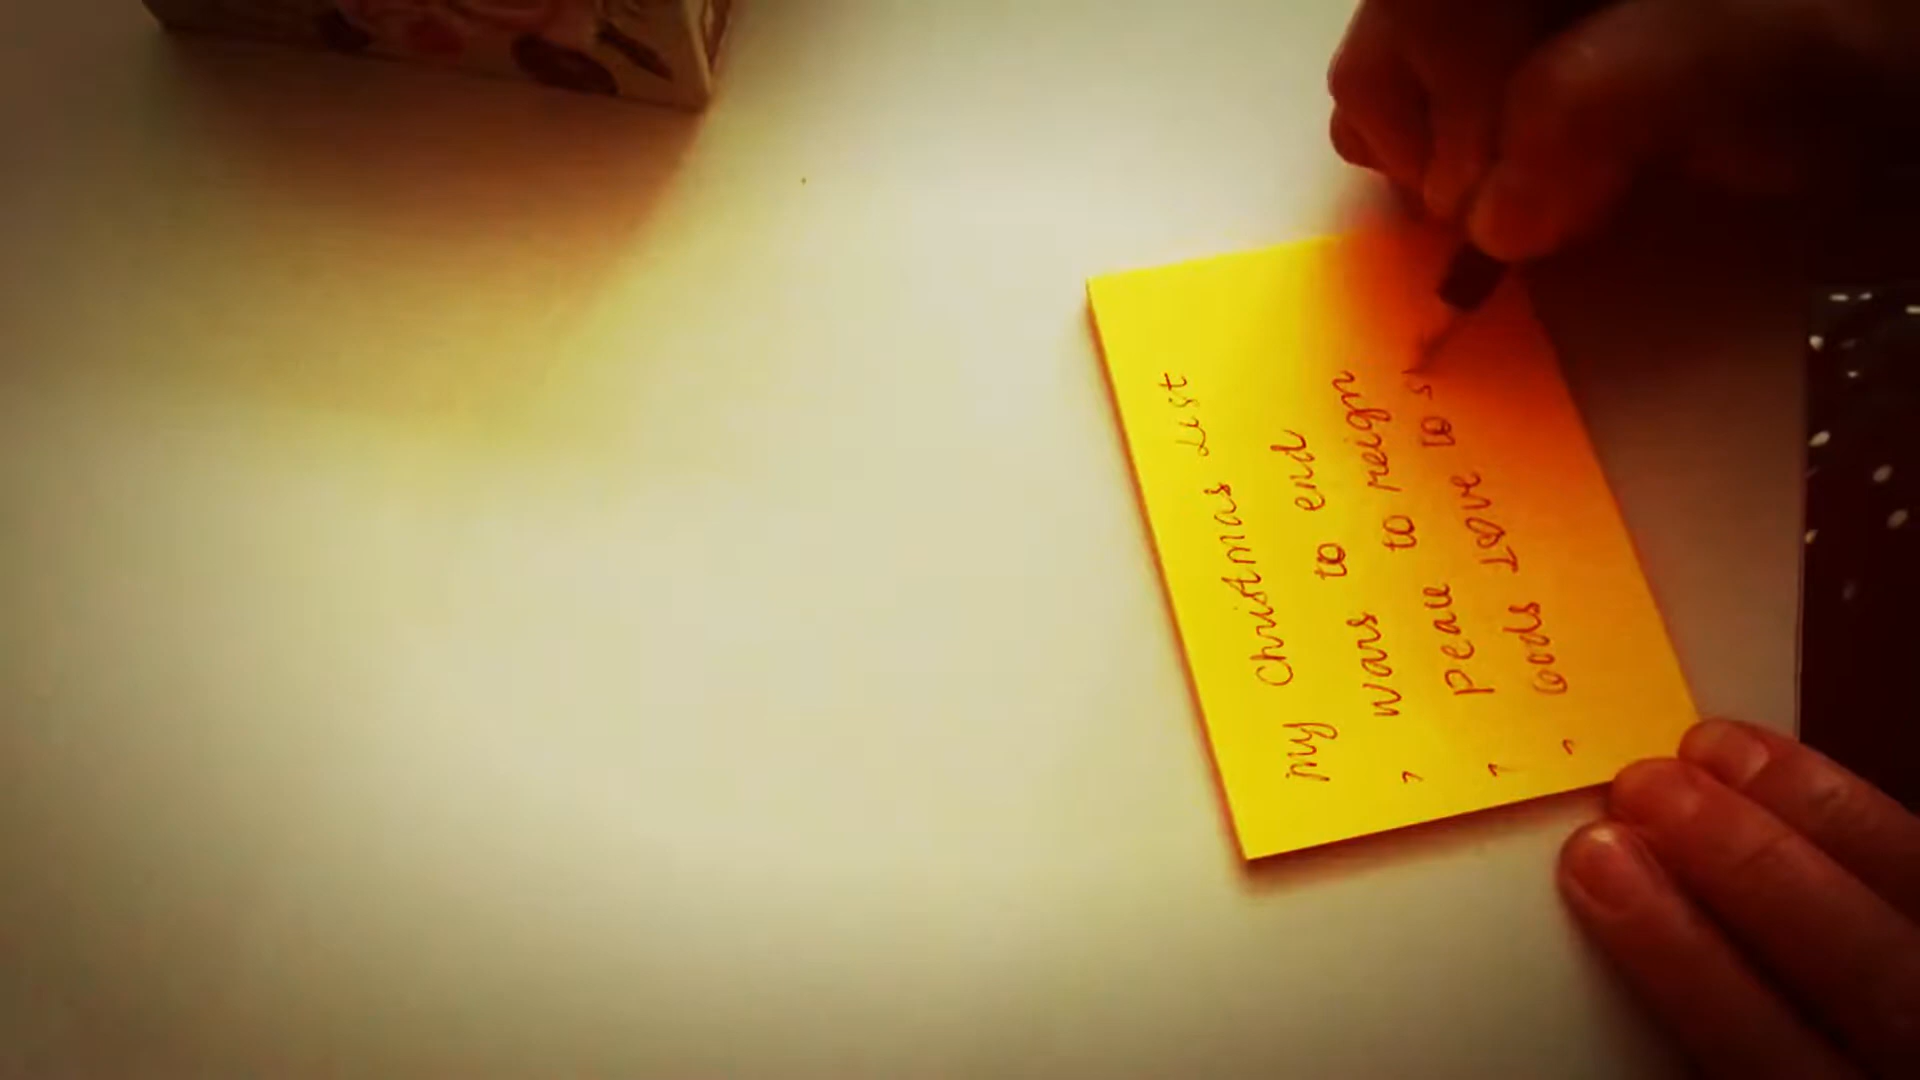 My Christmas List
, wars to end
, Peace to reign
, Gods Love to s